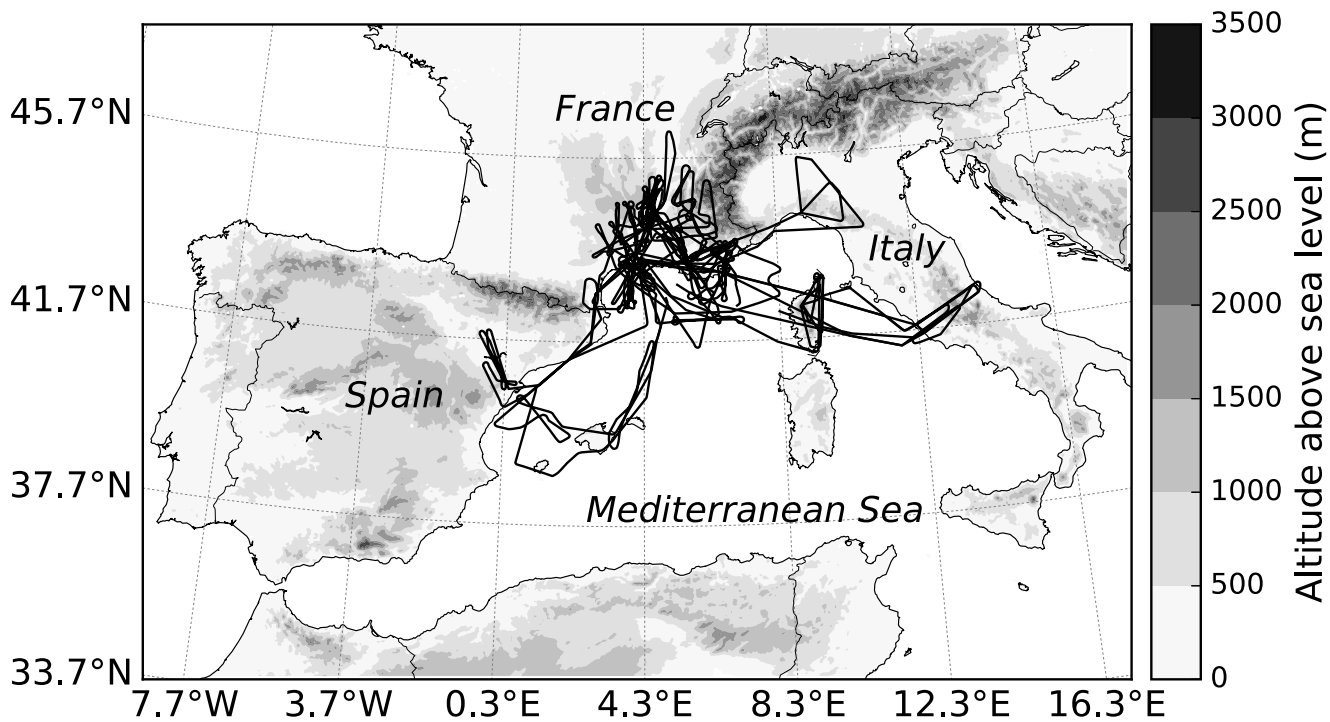 France
Italy
Spain
Mediterranean Sea
45.7°N
41.7°N
37.7°N
33.7°N
7.7°W 3.7°W 0.3°E 4.3°E 8.3°E 12.3°E 16.3°E
3500
3000
2500
2000
1500
1000
500
0
Altitude above sea level (m)